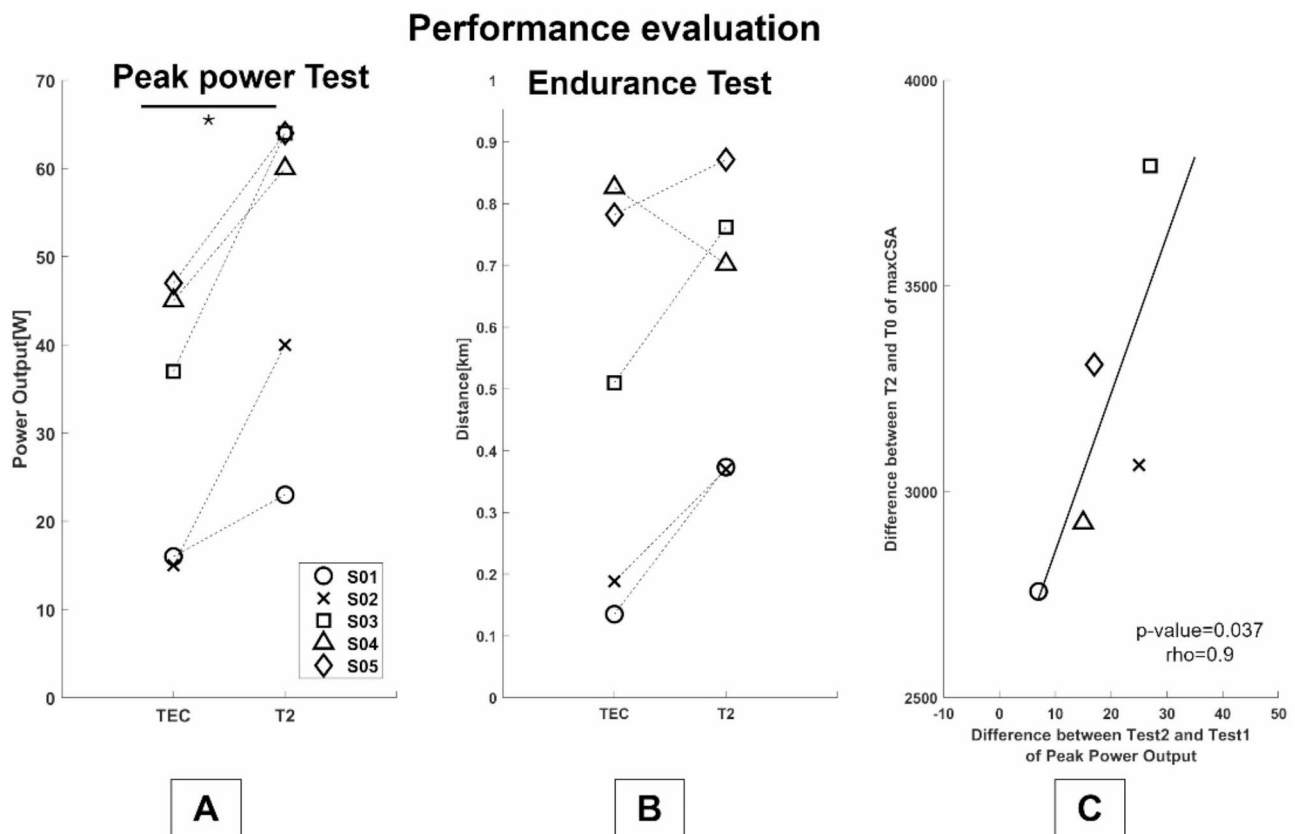 Performance evaluation
Peak power Test
*
Power Output[W]
70
60
50
40
30
20
10
0
TEC
T2
S01
S02
S03
S04
S05
A
Endurance Test
Distance[km]
1
0.9
0.8
0.7
0.6
0.5
0.4
0.3
0.2
0.1
0
TEC
T2
B
Difference between T2 and T0 of maxCSA
4000
3500
3000
2500
-10
0
10
20
30
40
50
p-value=0.037
rho=0.9
Difference between Test2 and Test1
of Peak Power Output
C